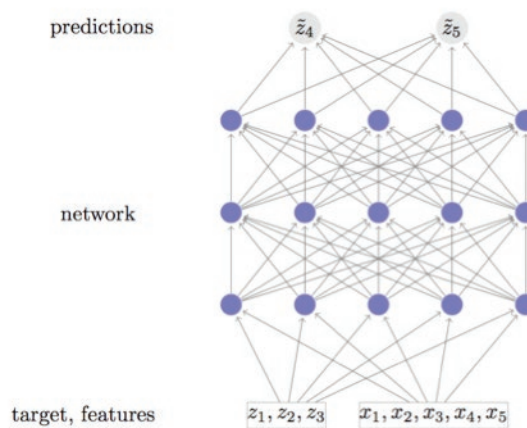 predictions z̃₄ z̃₅
network
target, features z₁, z₂, z₃ x₁, x₂, x₃, x₄, x₅